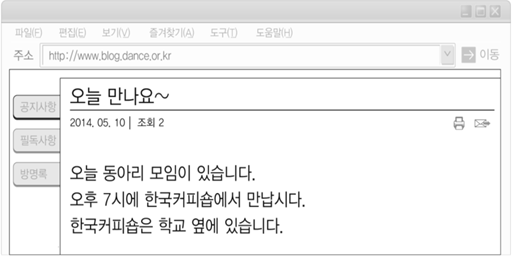 파일(F) 편집(E) 보기(V) 즐겨찾기(A) 도구(T) 도움말(H)
주소 http://www.blog.dance.or.kr 이동
공지사항
필독사항
방명록
오늘 만나요~
2014. 05. 10 | 조회 2
오늘 동아리 모임이 있습니다.
오후 7시에 한국커피숍에서 만납시다.
한국커피숍은 학교 옆에 있습니다.